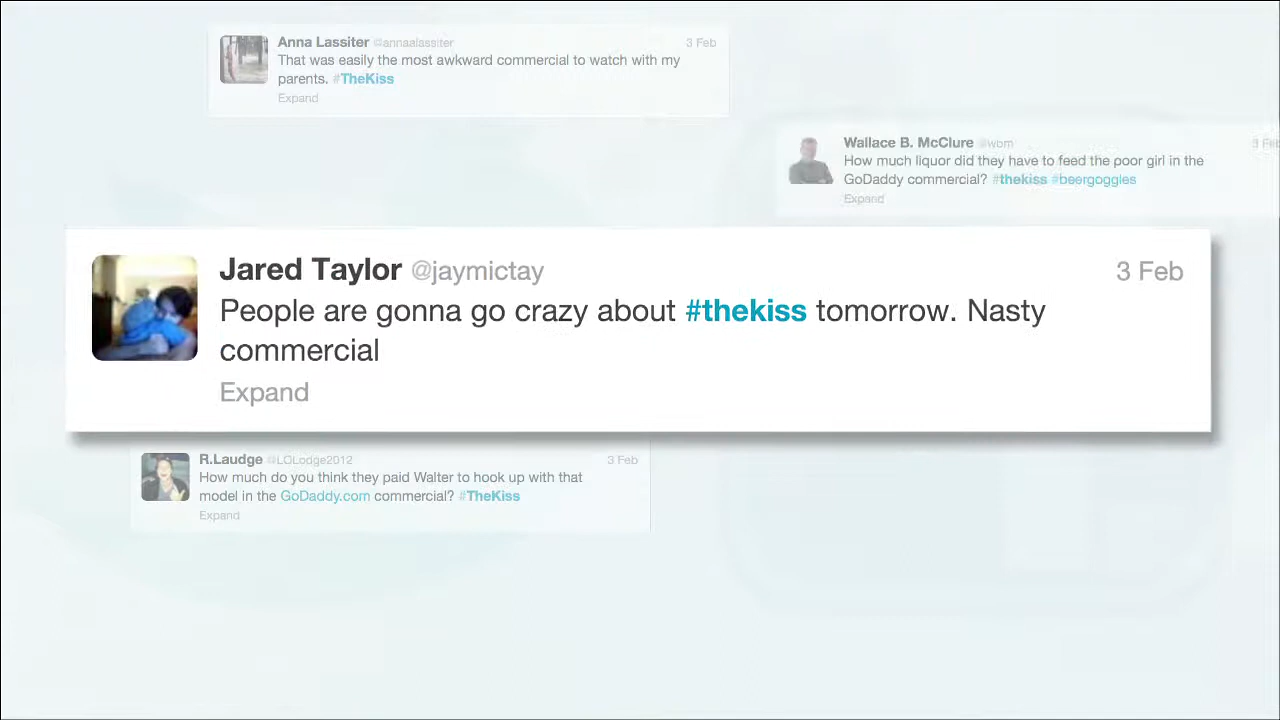 Anna Lassiter @annaalassiter 3 Feb
That was easily the most awkward commercial to watch with my
parents. #TheKiss
Expand
Wallace B. McClure @wbm 3 Feb
How much liquor did they have to feed the poor girl in the
GoDaddy commercial? #thekiss #beergoggles
Expand
Jared Taylor @jaymictay 3 Feb
People are gonna go crazy about #thekiss tomorrow. Nasty
commercial
Expand
R.Laudge @LOLodge2012 3 Feb
How much do you think they paid Walter to hook up with that
model in the GoDaddy.com commercial? #TheKiss
Expand